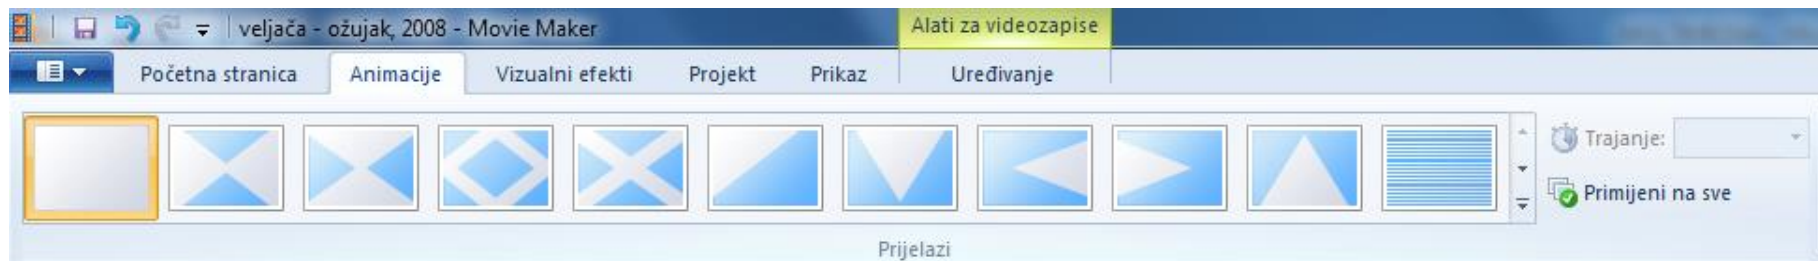 veljača - ožujak, 2008 - Movie Maker
Alati za videozapise
Početna stranica
Animacije
Vizualni efekti
Projekt
Prikaz
Uređivanje
Trajanje:
Primijeni na sve
Prijelazi